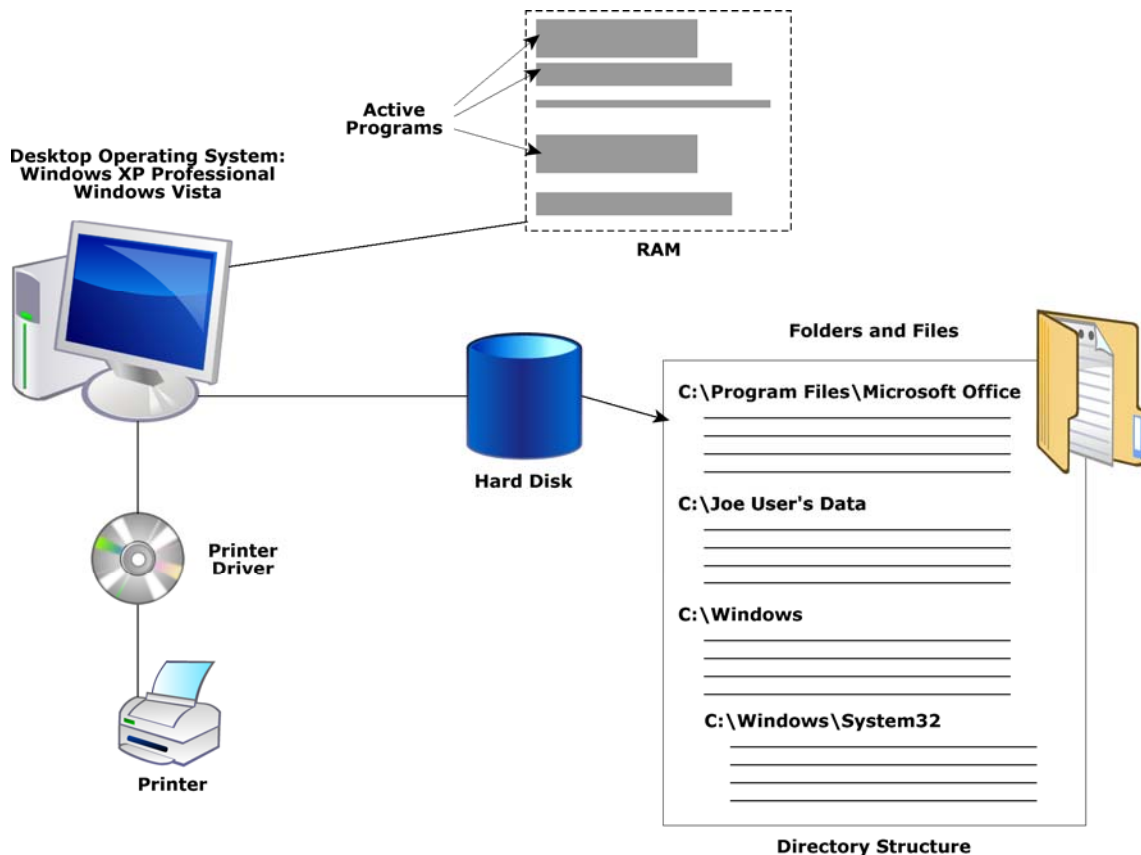 Active
Programs
RAM
Desktop Operating System:
Windows XP Professional
Windows Vista
Folders and Files
C:\Program Files\Microsoft Office
C:\Joe User's Data
C:\Windows
C:\Windows\System32
Directory Structure
Hard Disk
Printer
Driver
Printer